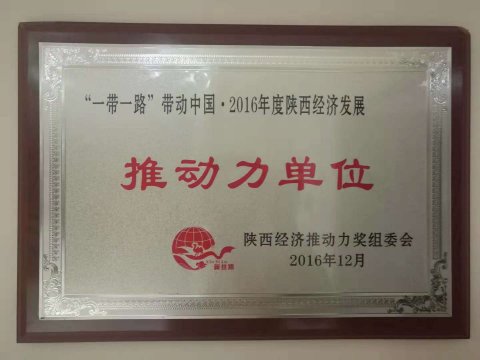 “一带一路”带动中国·2016年度陕西经济发展
推动力单位
陕西经济推动力奖组委会
2016年12月